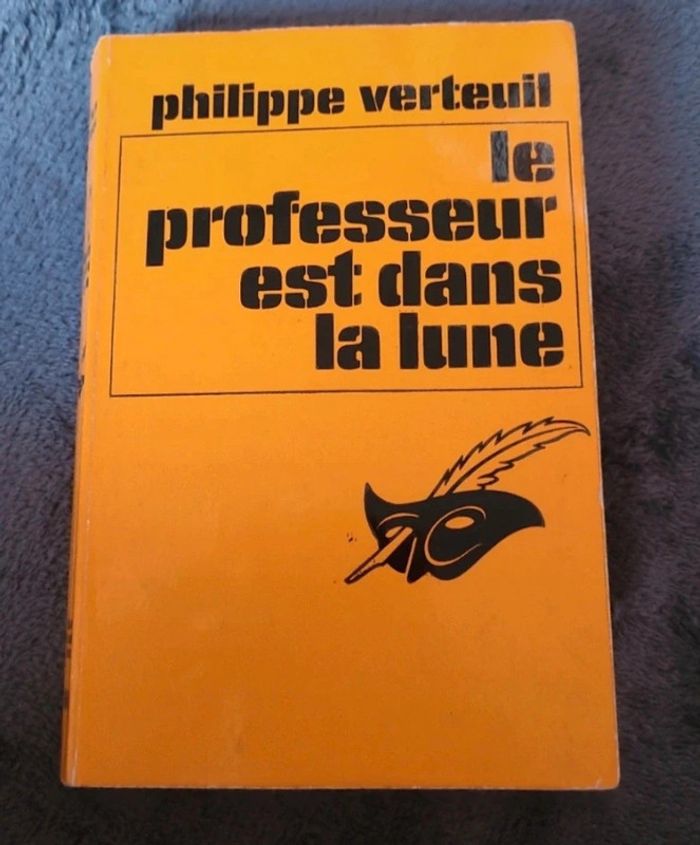 philippe verteuil
le
professeur
est dans
la lune